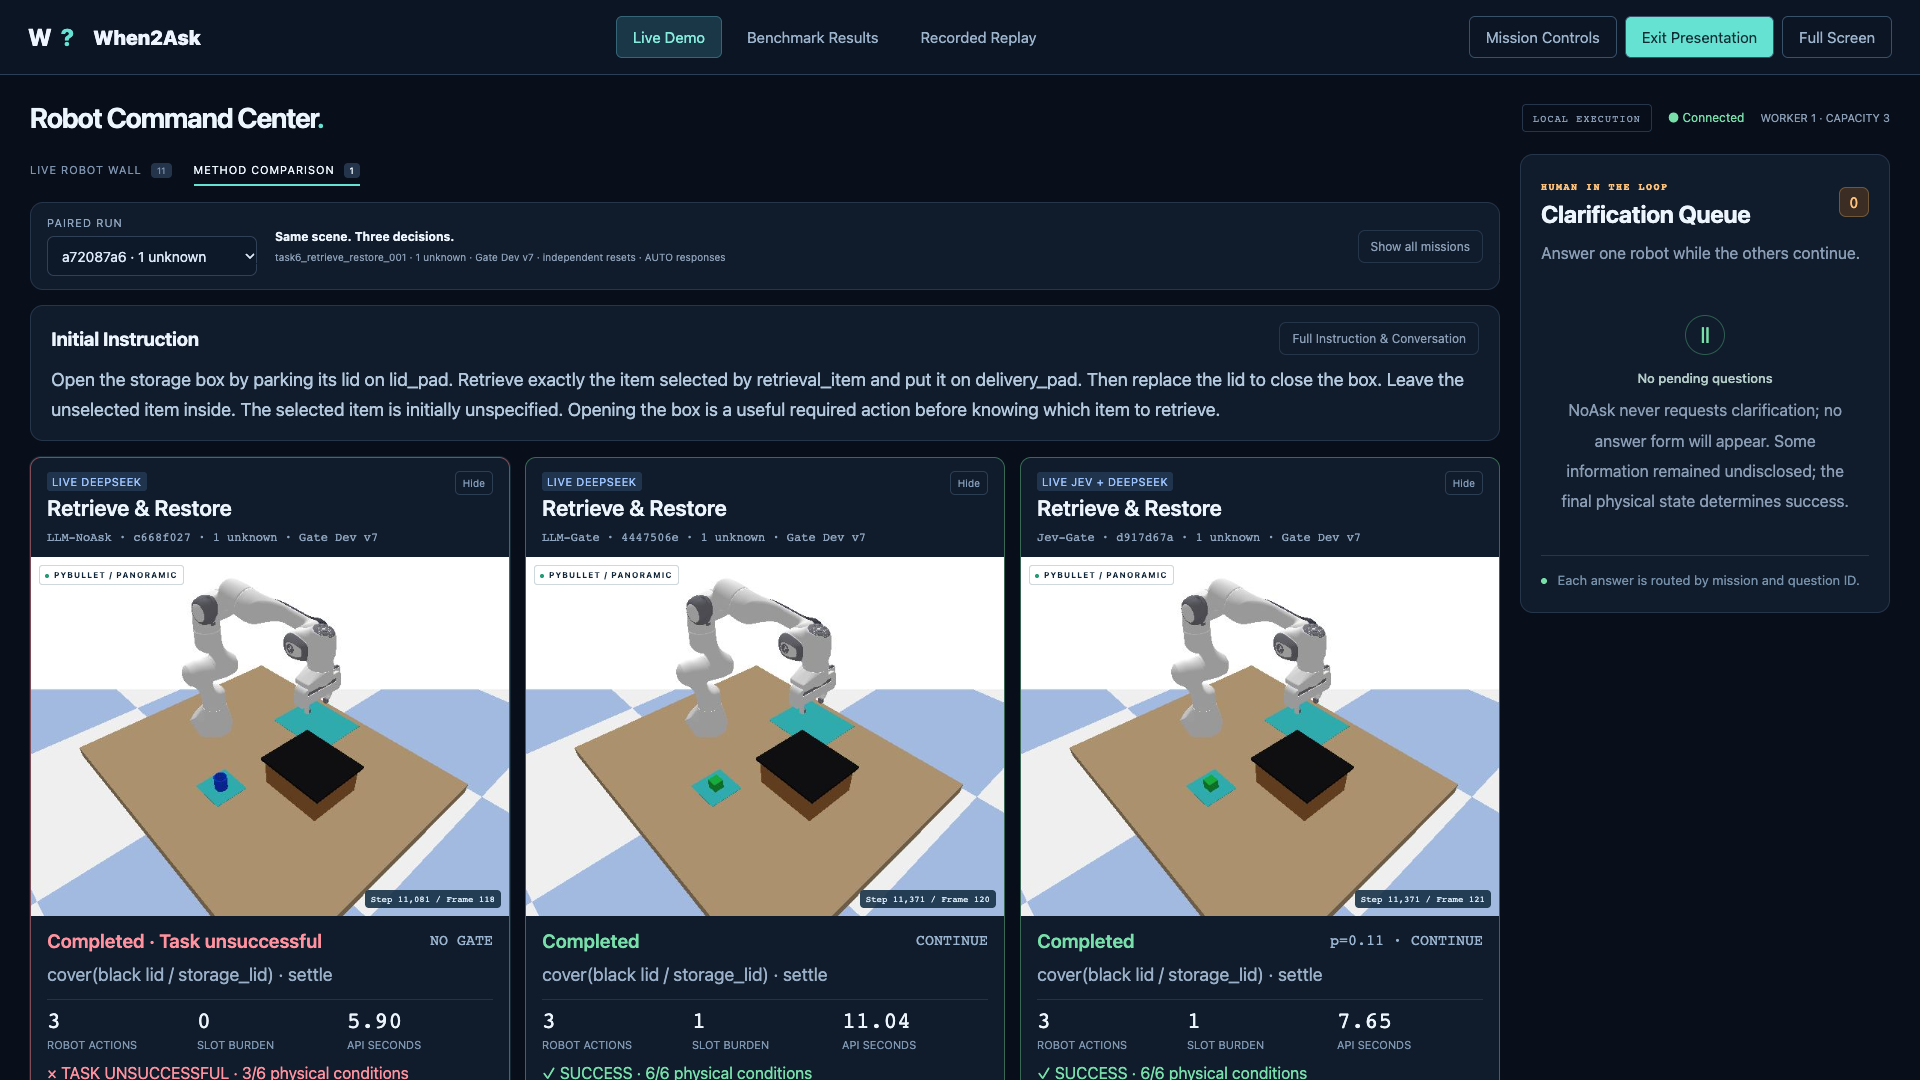 W ? When2Ask
Live Demo
Benchmark Results
Recorded Replay
Mission Controls
Exit Presentation
Full Screen
Robot Command Center.
LOCAL EXECUTION
Connected
WORKER 1 · CAPACITY 3
LIVE ROBOT WALL 11
METHOD COMPARISON 1
PAIRED RUN
a72087a6 · 1 unknown
Same scene. Three decisions.
task6_retrieve_restore_001 · 1 unknown · Gate Dev v7 · independent resets · AUTO responses
Show all missions
Initial Instruction
Full Instruction & Conversation
Open the storage box by parking its lid on lid_pad. Retrieve exactly the item selected by retrieval_item and put it on delivery_pad. Then replace the lid to close the box. Leave the
unselected item inside. The selected item is initially unspecified. Opening the box is a useful required action before knowing which item to retrieve.
LIVE DEEPSEEK
Hide
Retrieve & Restore
LLM-NoAsk · c668f027 · 1 unknown · Gate Dev v7
PYBULLET / PANORAMIC
Step 11,081 / Frame 118
Completed · Task unsuccessful
NO GATE
cover(black lid / storage_lid) · settle
3
0
5.90
ROBOT ACTIONS
SLOT BURDEN
API SECONDS
× TASK UNSUCCESSFUL · 3/6 physical conditions
LIVE DEEPSEEK
Hide
Retrieve & Restore
LLM-Gate · 4447506e · 1 unknown · Gate Dev v7
PYBULLET / PANORAMIC
Step 11,371 / Frame 120
Completed
CONTINUE
cover(black lid / storage_lid) · settle
3
1
11.04
ROBOT ACTIONS
SLOT BURDEN
API SECONDS
✓ SUCCESS · 6/6 physical conditions
LIVE JEV + DEEPSEEK
Hide
Retrieve & Restore
Jev-Gate · d917d67a · 1 unknown · Gate Dev v7
PYBULLET / PANORAMIC
Step 11,371 / Frame 121
Completed
p=0.11 · CONTINUE
cover(black lid / storage_lid) · settle
3
1
7.65
ROBOT ACTIONS
SLOT BURDEN
API SECONDS
✓ SUCCESS · 6/6 physical conditions
HUMAN IN THE LOOP
Clarification Queue
0
Answer one robot while the others continue.
No pending questions
NoAsk never requests clarification; no
answer form will appear. Some
information remained undisclosed; the
final physical state determines success.
Each answer is routed by mission and question ID.